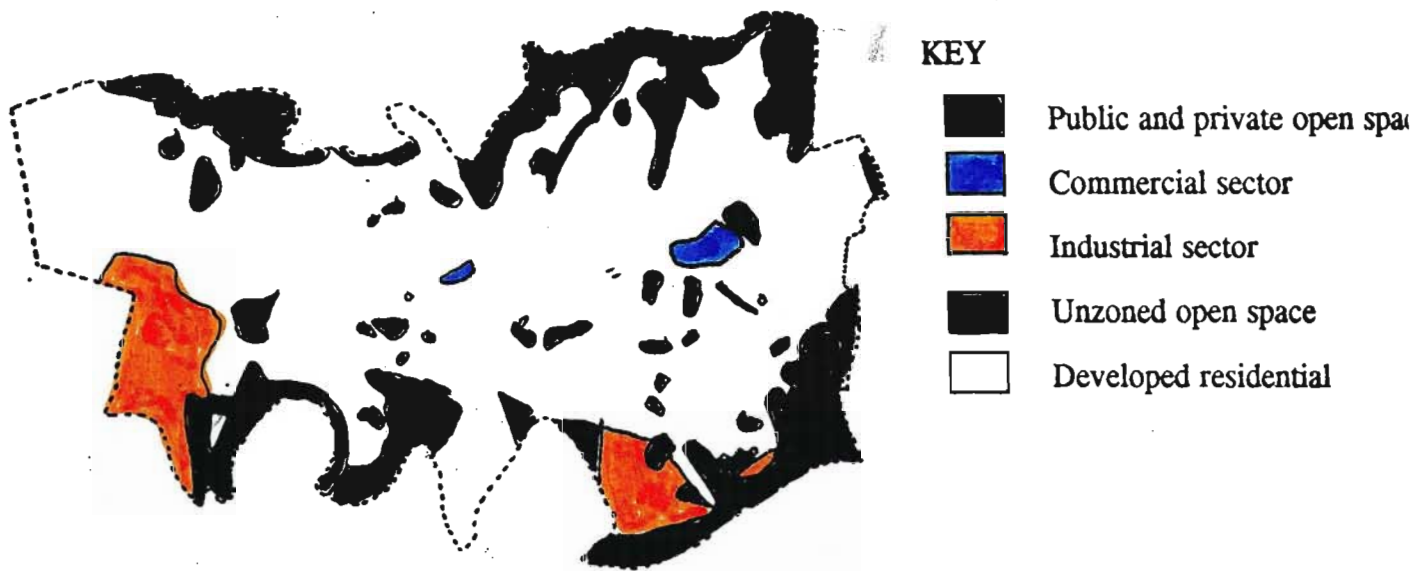 KEY
Public and private open spa
Commercial sector
Industrial sector
Unzoned open space
Developed residential